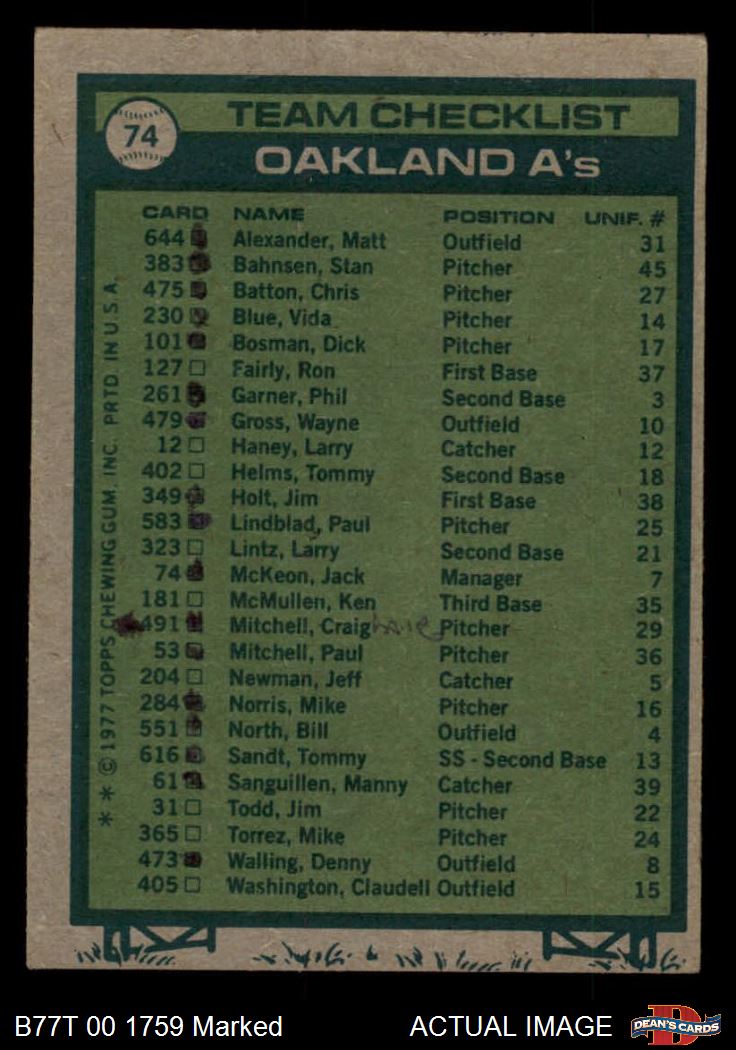 74
TEAM CHECKLIST
OAKLAND A's
CARD NAME POSITION UNIF. #
644 Alexander, Matt Outfield 31
383 Bahnsen, Stan Pitcher 45
475 Batton, Chris Pitcher 27
230 Blue, Vida Pitcher 14
101 Bosman, Dick Pitcher 17
127 Fairly, Ron First Base 37
261 Garner, Phil Second Base 3
479 Gross, Wayne Outfield 10
12 Haney, Larry Catcher 12
402 Helms, Tommy Second Base 18
349 Holt, Jim First Base 38
583 Lindblad, Paul Pitcher 25
323 Lintz, Larry Second Base 21
74 McKeon, Jack Manager 7
181 McMullen, Ken Third Base 35
491 Mitchell, Craig Pitcher 29
53 Mitchell, Paul Pitcher 36
204 Newman, Jeff Catcher 5
284 Norris, Mike Pitcher 16
551 North, Bill Outfield 4
616 Sandt, Tommy SS - Second Base 13
61 Sanguillen, Manny Catcher 39
31 Todd, Jim Pitcher 22
365 Torrez, Mike Pitcher 24
473 Walling, Denny Outfield 8
405 Washington, Claudell Outfield 15
* * © 1977 TOPPS CHEWING GUM, INC. PRTD. IN U S A.
B77T 00 1759 Marked ACTUAL IMAGE
DEAN'S CARDS